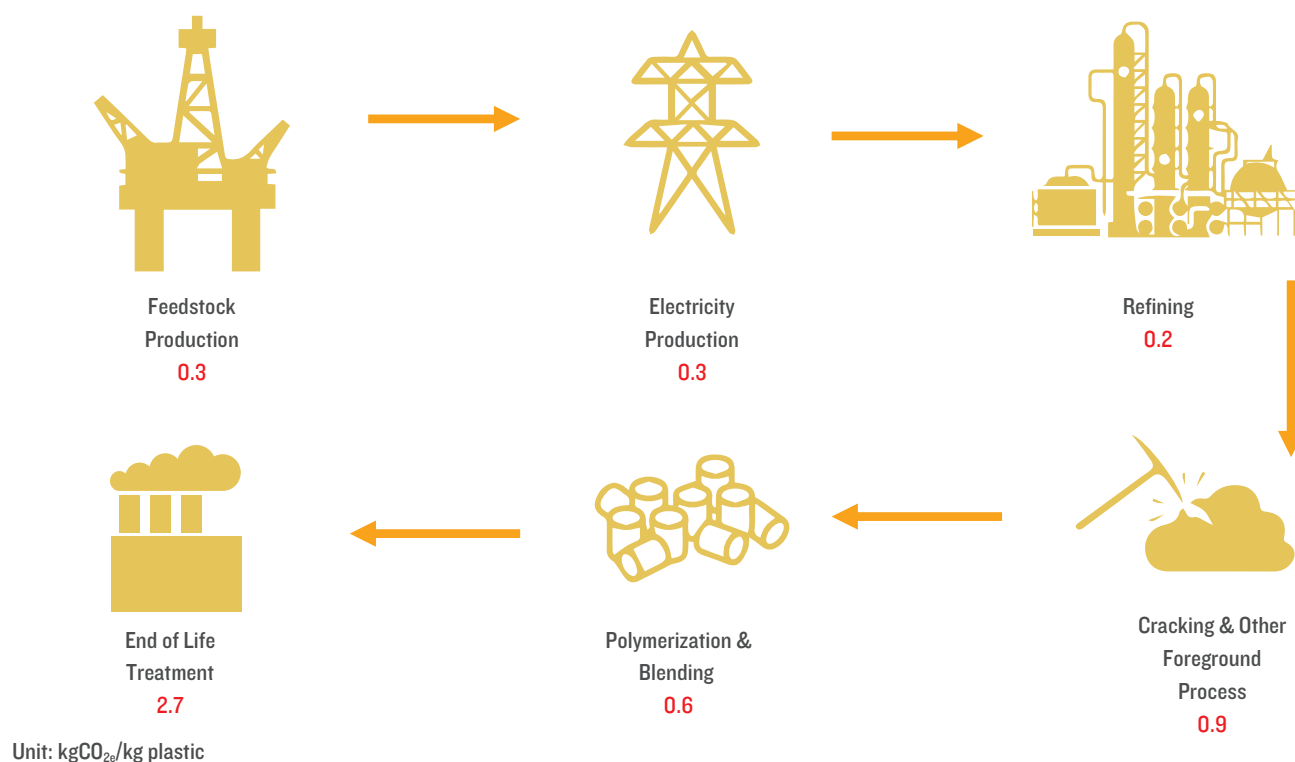 Feedstock
Production
0.3
Electricity
Production
0.3
Refining
0.2
End of Life
Treatment
2.7
Polymerization &
Blending
0.6
Cracking & Other
Foreground
Process
0.9
Unit: kgCO₂ₑ/kg plastic